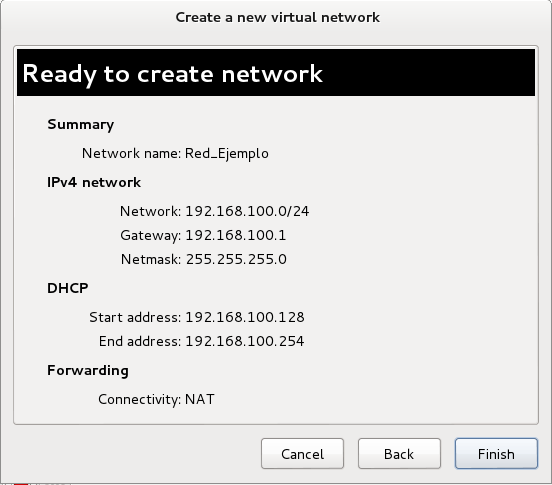 Create a new virtual network
Ready to create network
Summary
Network name: Red_Ejemplo
IPv4 network
Network: 192.168.100.0/24
Gateway: 192.168.100.1
Netmask: 255.255.255.0
DHCP
Start address: 192.168.100.128
End address: 192.168.100.254
Forwarding
Connectivity: NAT
Cancel Back Finish